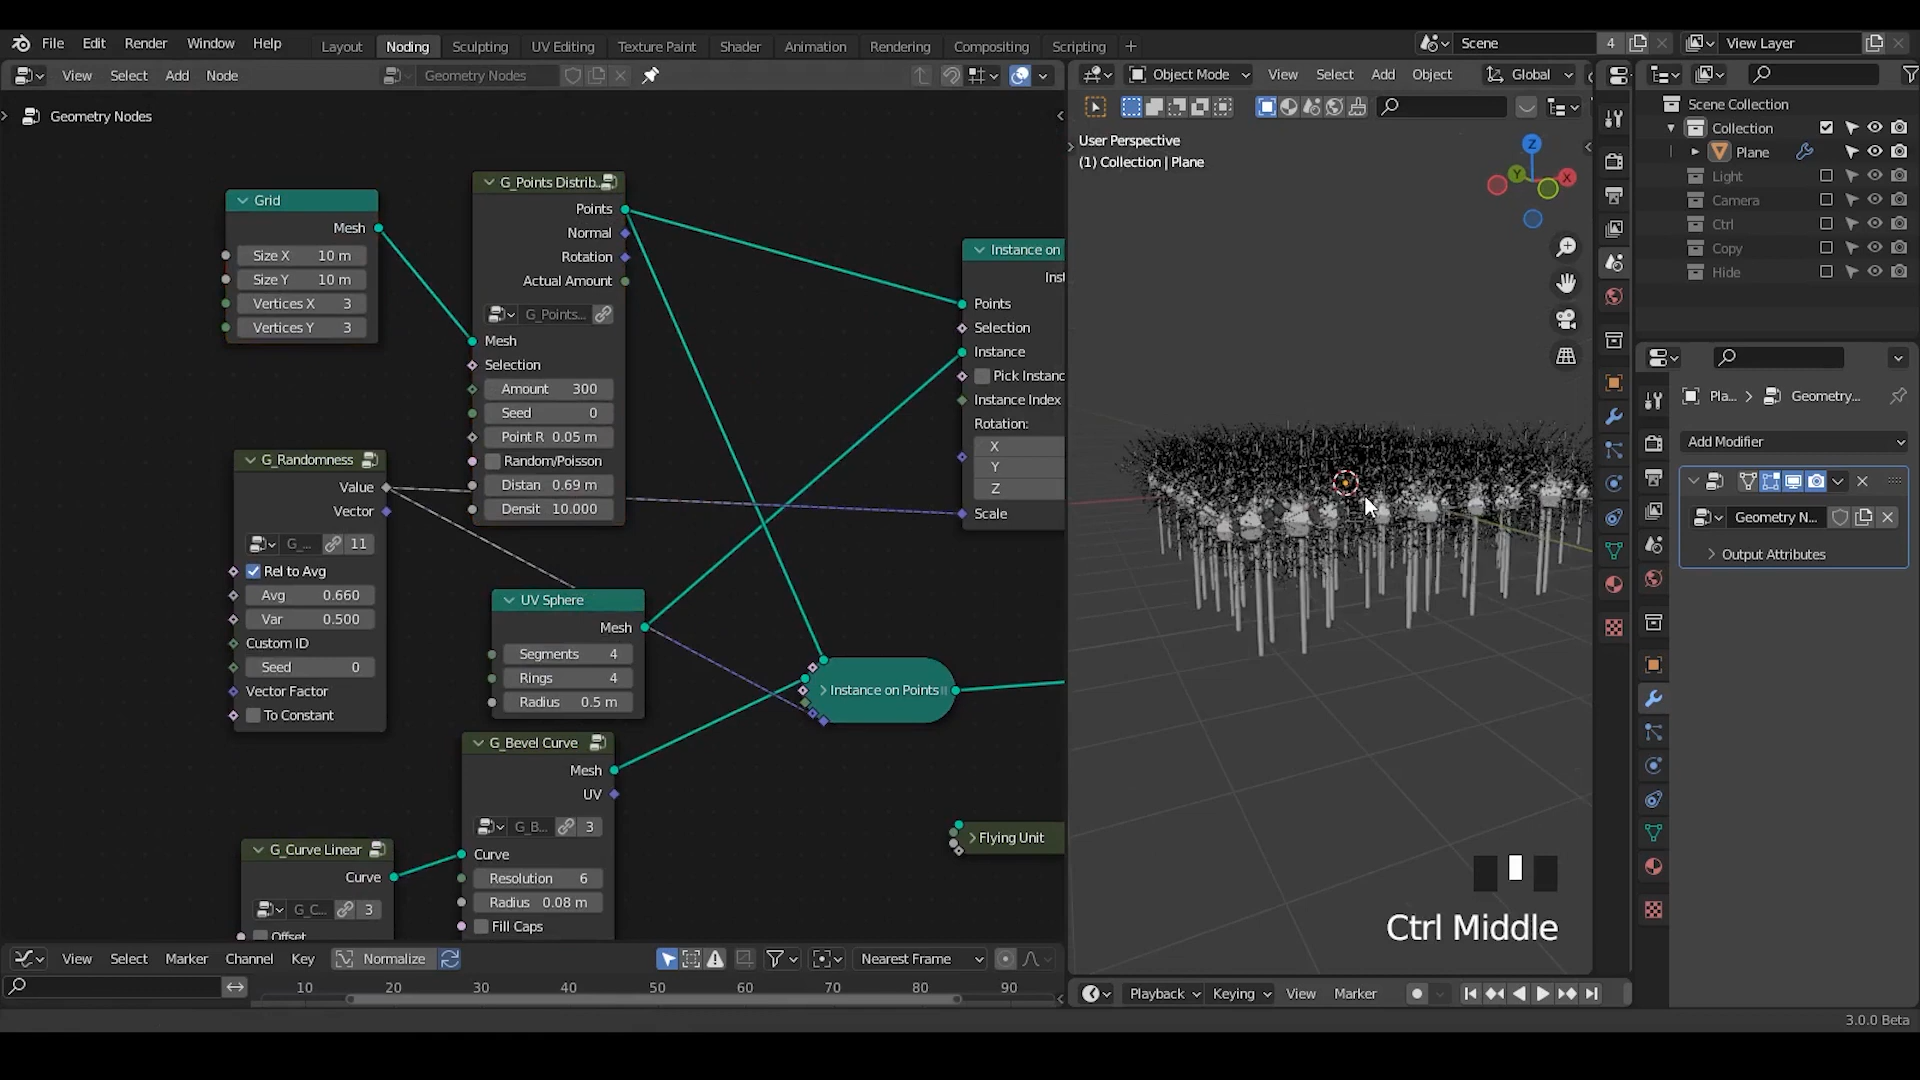 File Edit Render Window Help
Layout Noding Sculpting UV Editing Texture Paint Shader Animation Rendering Compositing Scripting +
Scene 4 View Layer
View Select Add Node Geometry Nodes
Object Mode View Select Add Object Global
Geometry Nodes
User Perspective
(1) Collection | Plane
Z
Y
X
Scene Collection
Collection
Plane
Light
Camera
Ctrl
Copy
Hide
Grid
Mesh
Size X 10 m
Size Y 10 m
Vertices X 3
Vertices Y 3
G_Points Distrib..
Points
Normal
Rotation
Actual Amount
G_Points...
Mesh
Selection
Amount 300
Seed 0
Point R 0.05 m
Random/Poisson
Distan 0.69 m
Densit 10.000
Instance on
Inst
Points
Selection
Instance
Pick Instanc
Instance Index
Rotation:
X
Y
Z
Scale
G_Randomness
Value
Vector
G_... 11
Rel to Avg
Avg 0.660
Var 0.500
Custom ID
Seed 0
Vector Factor
To Constant
UV Sphere
Mesh
Segments 4
Rings 4
Radius 0.5 m
Instance on Points
G_Bevel Curve
Mesh
UV
G_B... 3
Curve
Resolution 6
Radius 0.08 m
Fill Caps
G_Curve Linear
Curve
G_C... 3
Offset
Flying Unit
Pla... > Geometry...
Add Modifier
Geometry N...
Output Attributes
Ctrl Middle
View Select Marker Channel Key Normalize Nearest Frame
10 20 30 40 50 60 70 80 90
Playback Keying View Marker
3.0.0 Beta